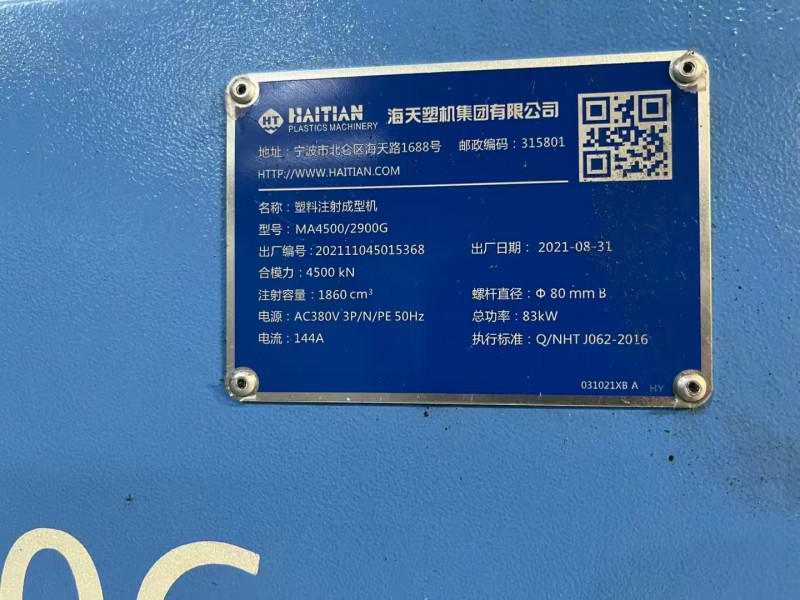 HT HAITIAN 海天塑机集团有限公司
PLASTICS MACHINERY
地址：宁波市北仑区海天路1688号 邮政编码：315801
HTTP://WWW.HAITIAN.COM
名称：塑料注射成型机
型号：MA4500/2900G
出厂编号：202111045015368 出厂日期： 2021-08-31
合模力：4500 kN
注射容量：1860 cm³ 螺杆直径：Φ 80 mm B
电源：AC380V 3P/N/PE 50Hz 总功率：83kW
电流：144A 执行标准：Q/NHT J062-2016
031021XB A HY
0G